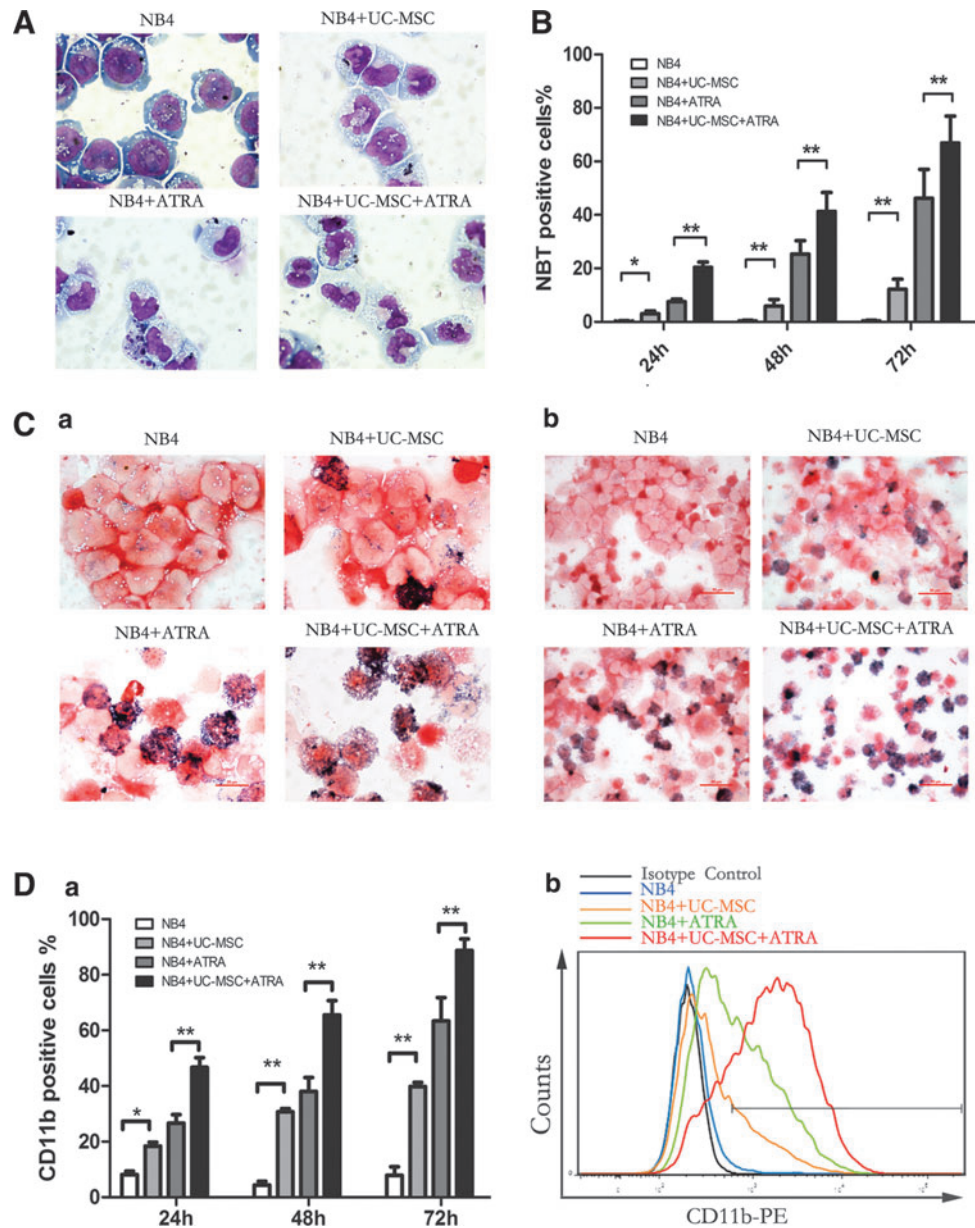 A
NB4
NB4+UC-MSC
NB4+ATRA
NB4+UC-MSC+ATRA
B
NBT positive cells%
100
80
60
40
20
0
NB4
NB4+UC-MSC
NB4+ATRA
NB4+UC-MSC+ATRA
*
**
**
**
**
**
24h
48h
72h
C
a
NB4
NB4+UC-MSC
NB4+ATRA
NB4+UC-MSC+ATRA
b
NB4
NB4+UC-MSC
NB4+ATRA
NB4+UC-MSC+ATRA
D
a
CD11b positive cells %
100
80
60
40
20
0
NB4
NB4+UC-MSC
NB4+ATRA
NB4+UC-MSC+ATRA
*
**
**
**
**
**
24h
48h
72h
b
Isotype Control
NB4
NB4+UC-MSC
NB4+ATRA
NB4+UC-MSC+ATRA
Counts
0
CD11b-PE